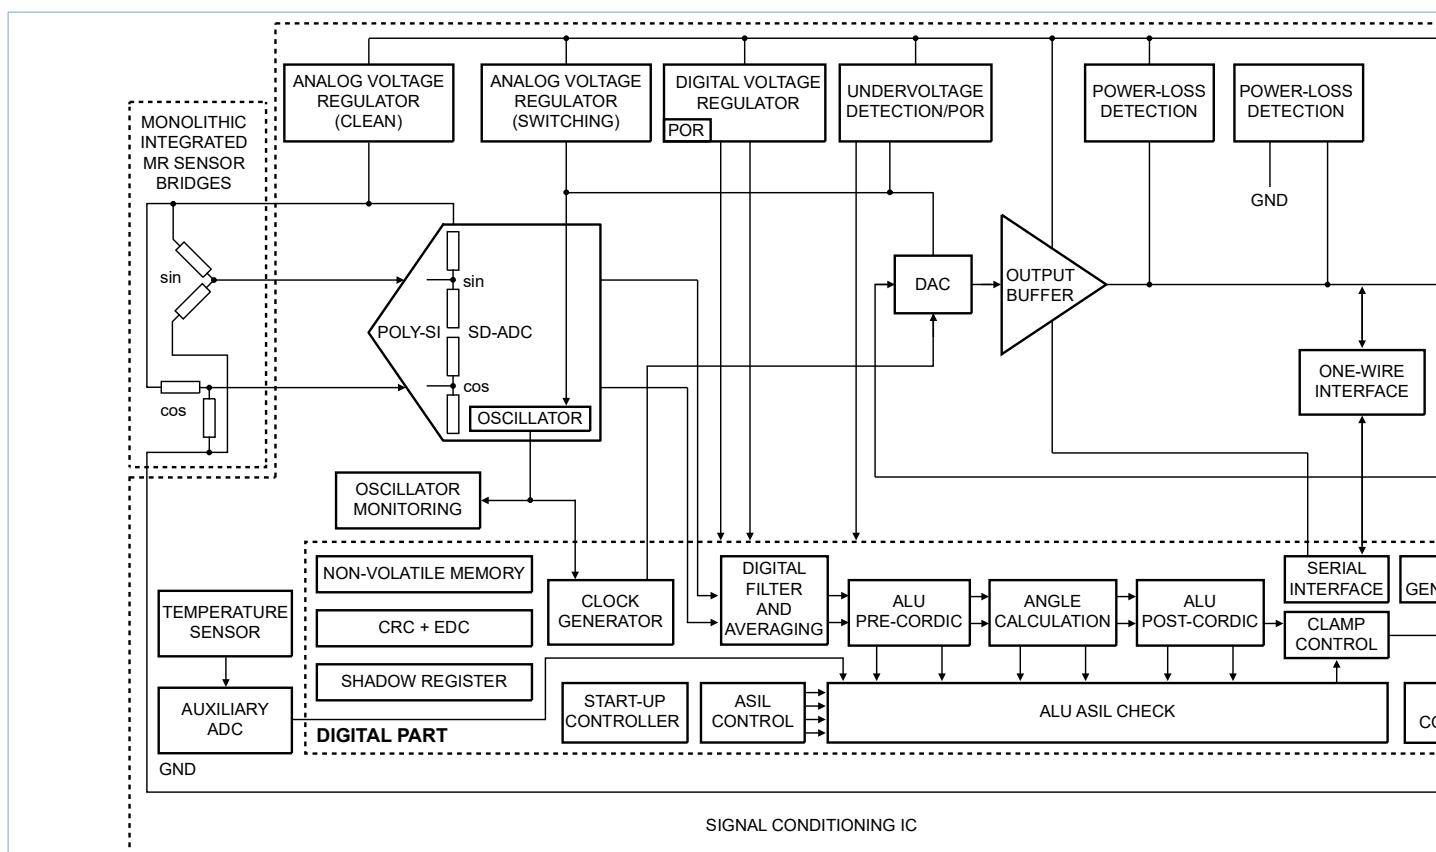 ANALOG VOLTAGE
REGULATOR
(CLEAN)
ANALOG VOLTAGE
REGULATOR
(SWITCHING)
DIGITAL VOLTAGE
REGULATOR
POR
UNDERVOLTAGE
DETECTION/POR
POWER-LOSS
DETECTION
POWER-LOSS
DETECTION
MONOLITHIC
INTEGRATED
MR SENSOR
BRIDGES
GND
sin
cos
sin
POLY-SI
SD-ADC
cos
OSCILLATOR
DAC
OUTPUT
BUFFER
ONE-WIRE
INTERFACE
OSCILLATOR
MONITORING
NON-VOLATILE MEMORY
CRC + EDC
SHADOW REGISTER
CLOCK
GENERATOR
DIGITAL
FILTER
AND
AVERAGING
ALU
PRE-CORDIC
ANGLE
CALCULATION
ALU
POST-CORDIC
SERIAL
INTERFACE
GEN
CLAMP
CONTROL
TEMPERATURE
SENSOR
AUXILIARY
ADC
GND
START-UP
CONTROLLER
ASIL
CONTROL
ALU ASIL CHECK
DIGITAL PART
SIGNAL CONDITIONING IC